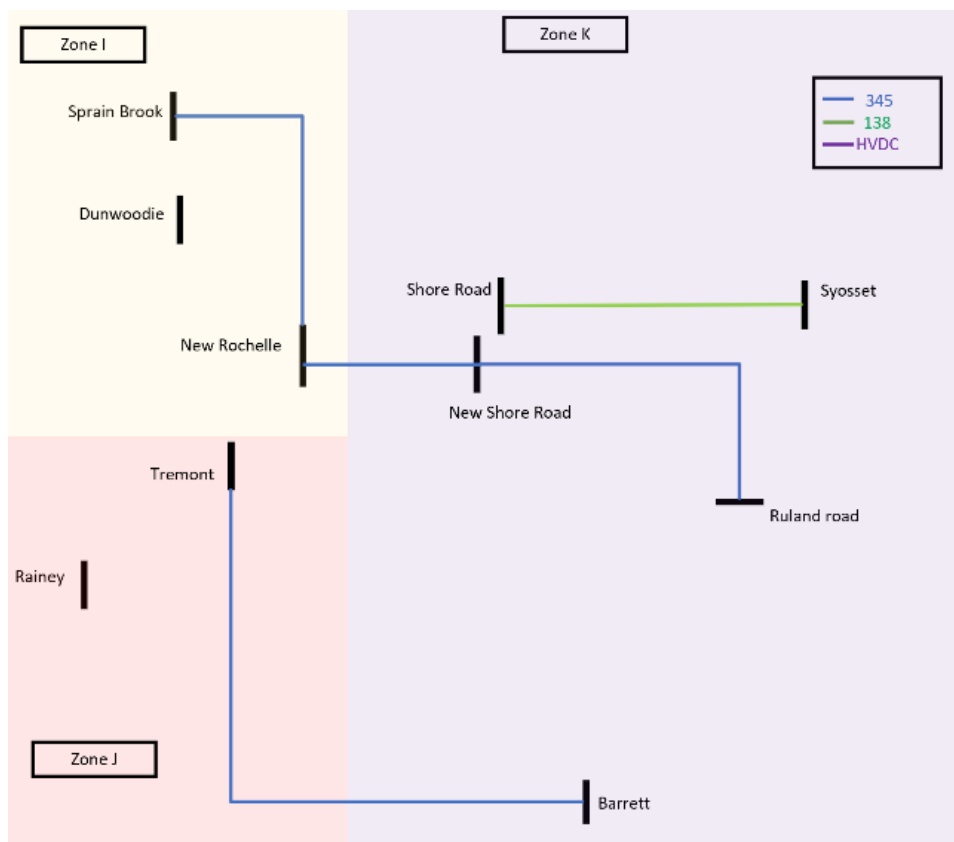 Zone I
Zone K
Sprain Brook
345
138
HVDC
Dunwoodie
Shore Road
Syosset
New Rochelle
New Shore Road
Tremont
Ruland road
Rainey
Zone J
Barrett